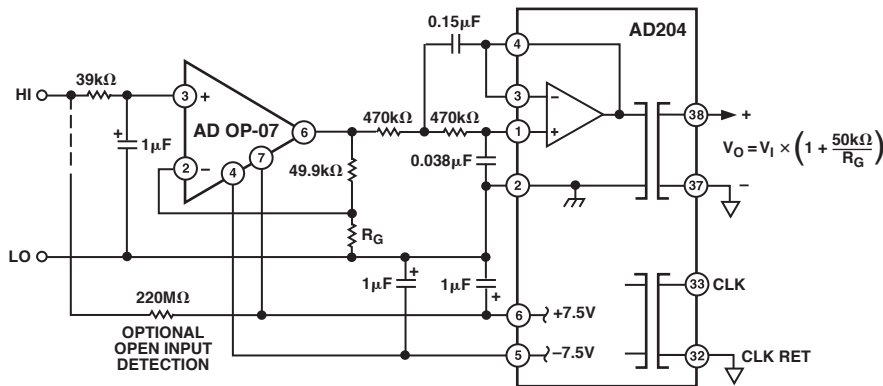 0.15μF
AD204
4
HI
39kΩ
3
+
AD OP-07
6
470kΩ
470kΩ
3
−
1
+
38
+
+
1μF
7
4
2
−
49.9kΩ
0.038μF
2
37
−
V_O = V_I × (1 + 50kΩ/R_G)
R_G
LO
1μF
+
1μF
+
33
CLK
220MΩ
OPTIONAL
OPEN INPUT
DETECTION
6
+7.5V
5
−7.5V
32
CLK RET